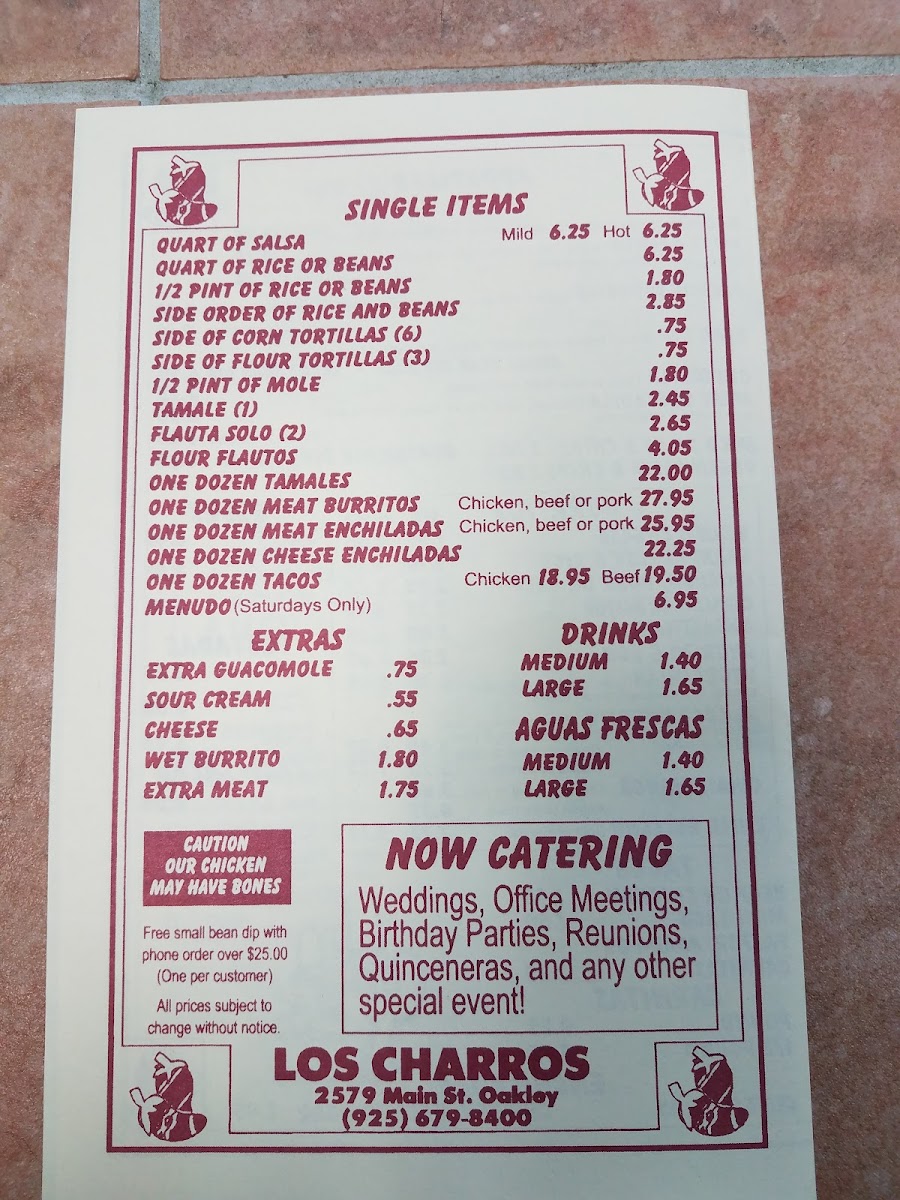 SINGLE ITEMS
QUART OF SALSA Mild 6.25 Hot 6.25
QUART OF RICE OR BEANS 6.25
1/2 PINT OF RICE OR BEANS 1.80
SIDE ORDER OF RICE AND BEANS 2.85
SIDE OF CORN TORTILLAS (6) .75
SIDE OF FLOUR TORTILLAS (3) .75
1/2 PINT OF MOLE 1.80
TAMALE (1) 2.45
FLAUTA SOLO (2) 2.65
FLOUR FLAUTOS 4.05
ONE DOZEN TAMALES 22.00
ONE DOZEN MEAT BURRITOS Chicken, beef or pork 27.95
ONE DOZEN MEAT ENCHILADAS Chicken, beef or pork 25.95
ONE DOZEN CHEESE ENCHILADAS 22.25
ONE DOZEN TACOS Chicken 18.95 Beef 19.50
MENUDO (Saturdays Only) 6.95
EXTRAS
EXTRA GUACOMOLE .75
SOUR CREAM .55
CHEESE .65
WET BURRITO 1.80
EXTRA MEAT 1.75
DRINKS
MEDIUM 1.40
LARGE 1.65
AGUAS FRESCAS
MEDIUM 1.40
LARGE 1.65
CAUTION
OUR CHICKEN
MAY HAVE BONES
Free small bean dip with
phone order over $25.00
(One per customer)
All prices subject to
change without notice.
NOW CATERING
Weddings, Office Meetings,
Birthday Parties, Reunions,
Quinceneras, and any other
special event!
LOS CHARROS
2579 Main St. Oakley
(925) 679-8400